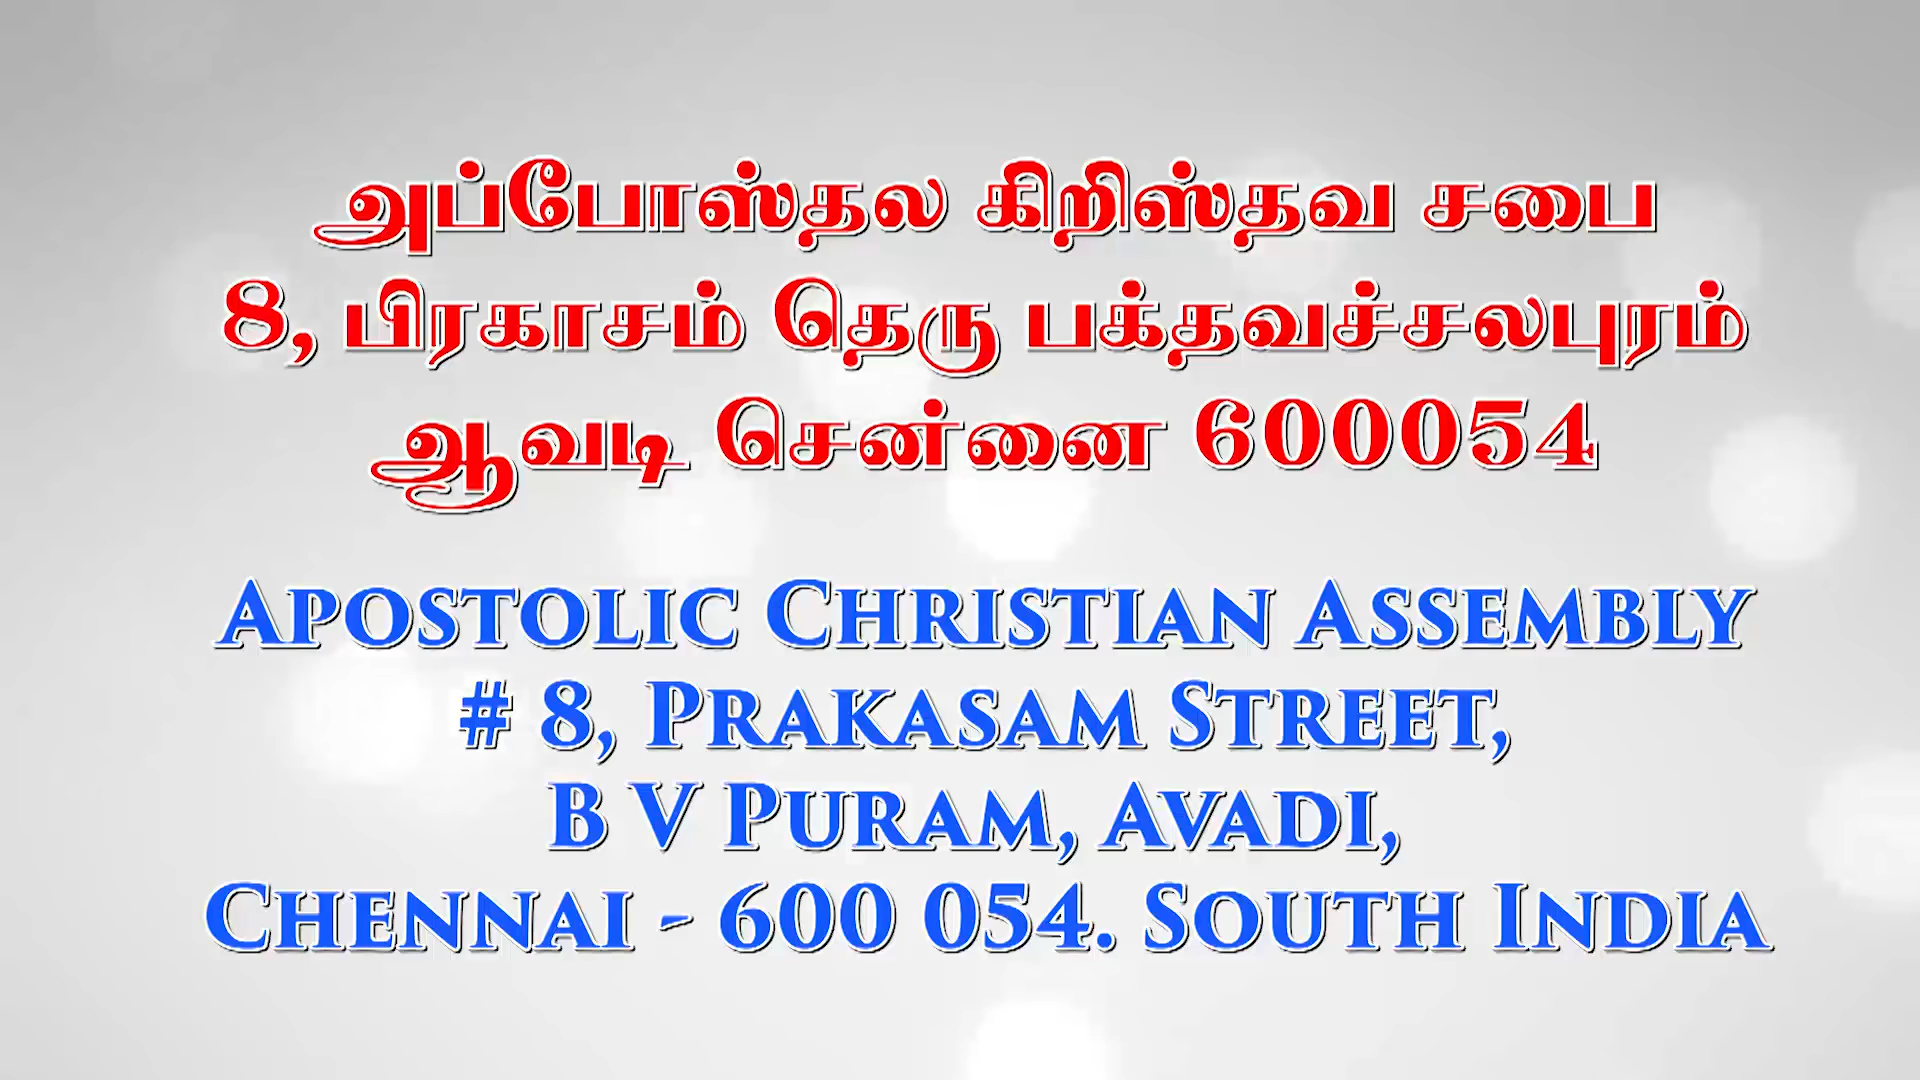 அப்போஸ்தல கிறிஸ்தவ சபை
8, பிரகாசம் தெரு பக்தவச்சலபுரம்
ஆவடி சென்னை 600054
Apostolic Christian Assembly
# 8, Prakasam Street,
B V Puram, Avadi,
Chennai - 600 054. South India